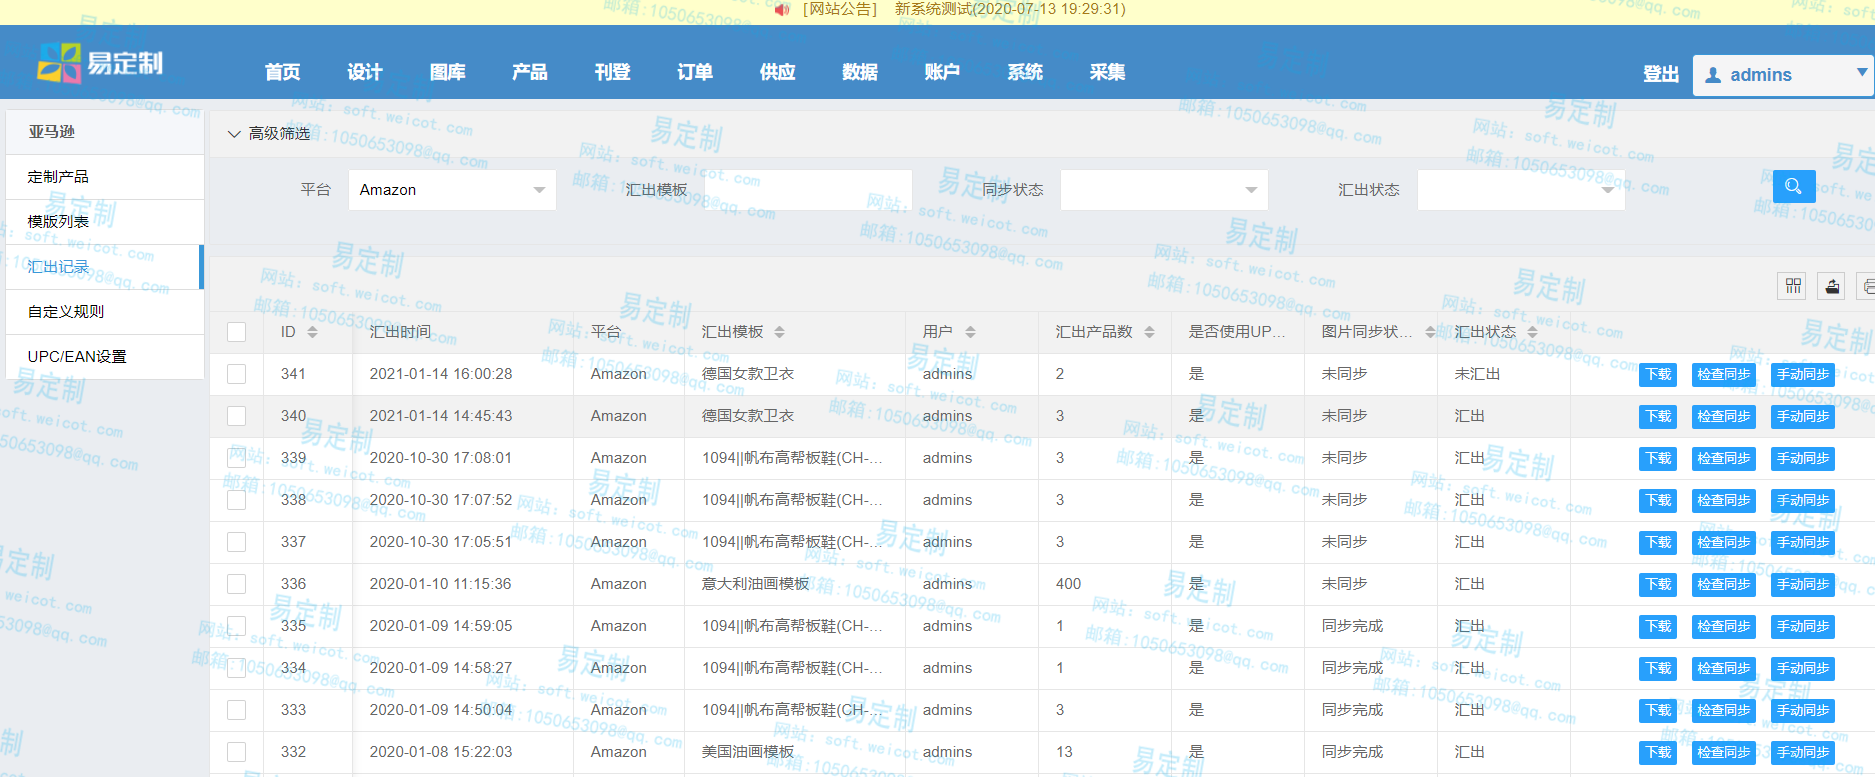 [网站公告] 新系统测试(2020-07-13 19:29:31)
易定制 首页 设计 图库 产品 刊登 订单 供应 数据 账户 系统 采集 登出 admins
亚马逊
定制产品
模版列表
汇出记录
自定义规则
UPC/EAN设置
高级筛选
平台 Amazon 汇出模板 同步状态 汇出状态
ID 汇出时间 平台 汇出模板 用户 汇出产品数 是否使用UP... 图片同步状... 汇出状态
341 2021-01-14 16:00:28 Amazon 德国女款卫衣 admins 2 是 未同步 未汇出 下载 检查同步 手动同步
340 2021-01-14 14:45:43 Amazon 德国女款卫衣 admins 3 是 未同步 汇出 下载 检查同步 手动同步
339 2020-10-30 17:08:01 Amazon 1094||帆布高帮板鞋(CH-... admins 3 是 未同步 汇出 下载 检查同步 手动同步
338 2020-10-30 17:07:52 Amazon 1094||帆布高帮板鞋(CH-... admins 3 是 未同步 汇出 下载 检查同步 手动同步
337 2020-10-30 17:05:51 Amazon 1094||帆布高帮板鞋(CH-... admins 3 是 未同步 汇出 下载 检查同步 手动同步
336 2020-01-10 11:15:36 Amazon 意大利油画模板 admins 400 是 未同步 汇出 下载 检查同步 手动同步
335 2020-01-09 14:59:05 Amazon 1094||帆布高帮板鞋(CH-... admins 1 是 同步完成 汇出 下载 检查同步 手动同步
334 2020-01-09 14:58:27 Amazon 1094||帆布高帮板鞋(CH-... admins 1 是 同步完成 汇出 下载 检查同步 手动同步
333 2020-01-09 14:50:04 Amazon 1094||帆布高帮板鞋(CH-... admins 3 是 同步完成 汇出 下载 检查同步 手动同步
332 2020-01-08 15:22:03 Amazon 美国油画模板 admins 13 是 同步完成 汇出 下载 检查同步 手动同步
易定制
网站: soft.weicot.com
邮箱:1050653098@qq.com